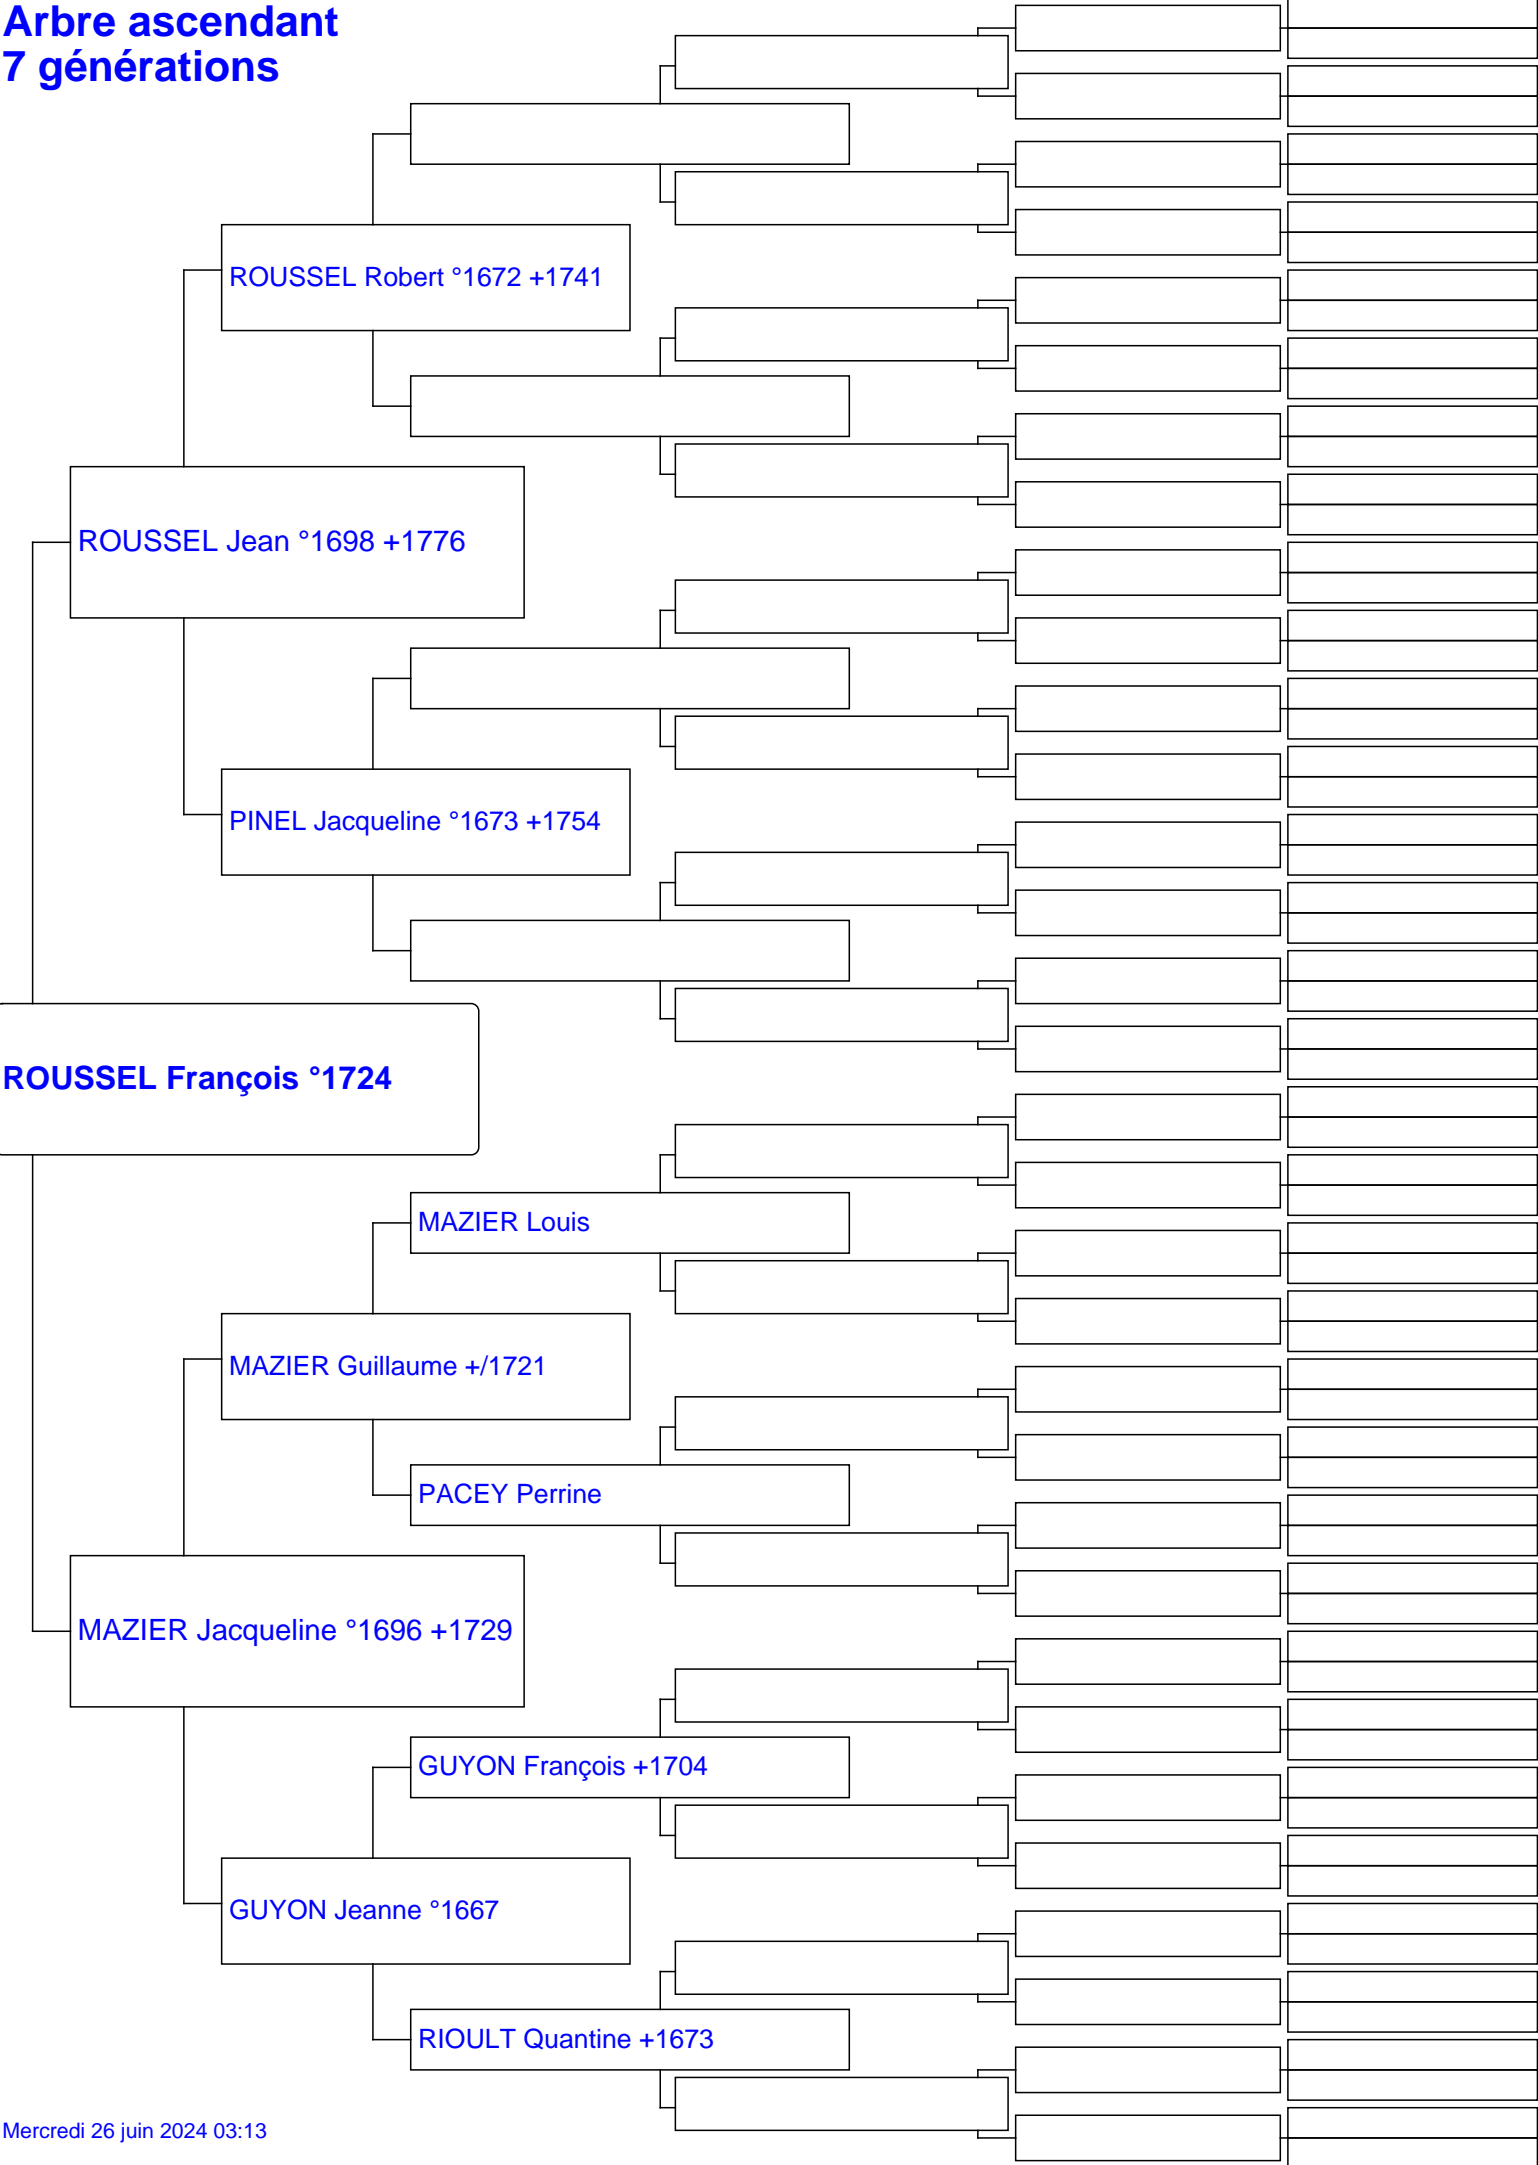 Arbre ascendant
7 générations
ROUSSEL Robert °1672 +1741
ROUSSEL Jean °1698 +1776
PINEL Jacqueline °1673 +1754
ROUSSEL François °1724
MAZIER Louis
MAZIER Guillaume +/1721
PACEY Perrine
MAZIER Jacqueline °1696 +1729
GUYON François +1704
GUYON Jeanne °1667
RIOULT Quantine +1673
Mercredi 26 juin 2024 03:13